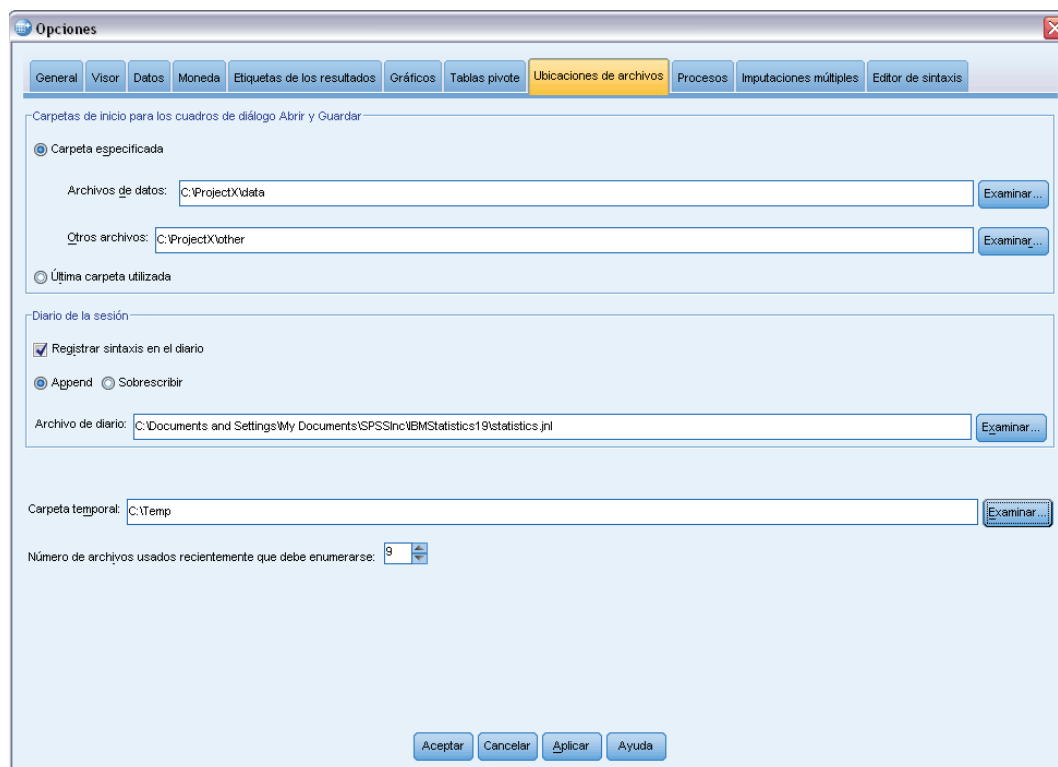 Opciones
General Visor Datos Moneda Etiquetas de los resultados Gráficos Tablas pivote Ubicaciones de archivos Procesos Imputaciones múltiples Editor de sintaxis
Carpetas de inicio para los cuadros de diálogo Abrir y Guardar
Carpeta especificada
Archivos de datos: C:\ProjectX\data Examinar...
Otros archivos: C:\ProjectX\other Examinar...
Última carpeta utilizada
Diario de la sesión
Registrar sintaxis en el diario
Append Sobrescribir
Archivo de diario: C:\Documents and Settings\My Documents\SPSSInc\IBMStatistics19\statistics.jnl Examinar...
Carpeta temporal: C:\Temp Examinar...
Número de archivos usados recientemente que debe enumerarse: 9
Aceptar Cancelar Aplicar Ayuda